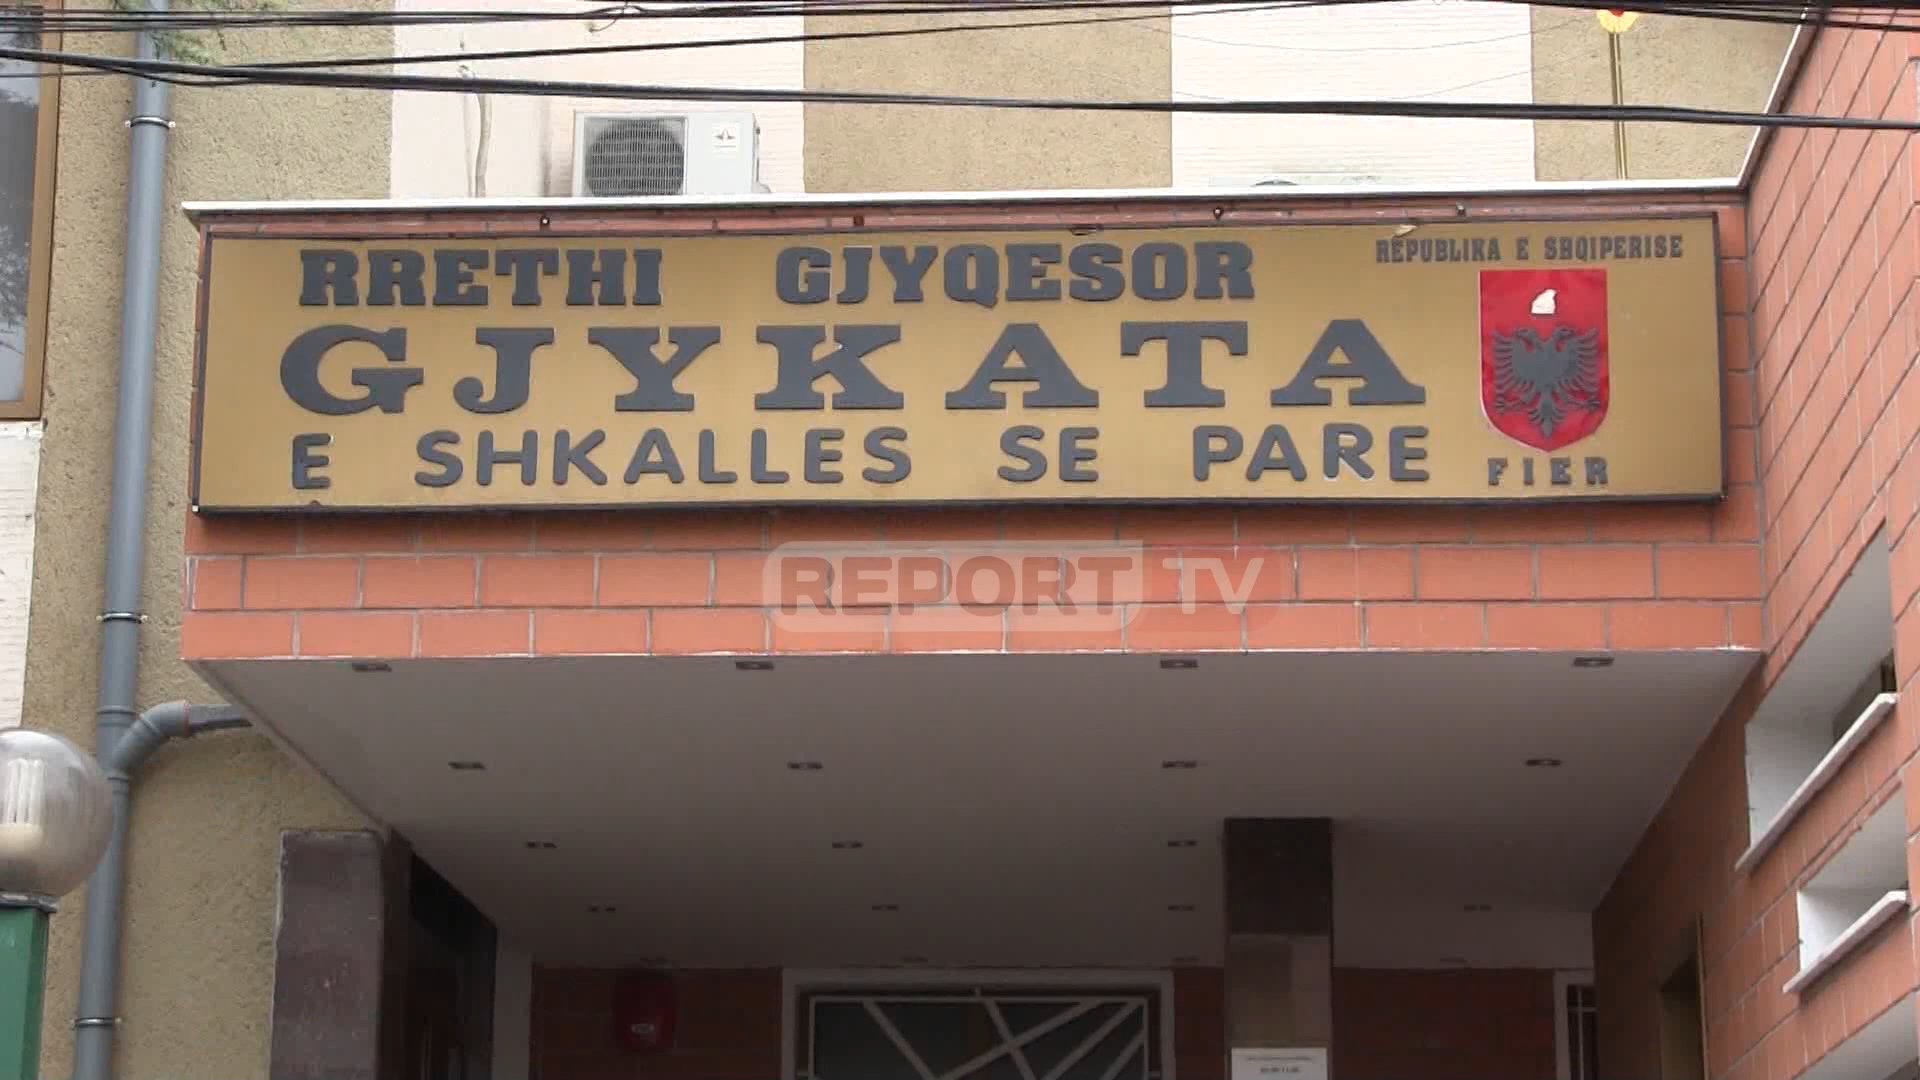 RRETHI GJYQESOR
GJYKATA
E SHKALLES SE PARE
REPUBLIKA E SHQIPERISE
FIER
REPORT TV